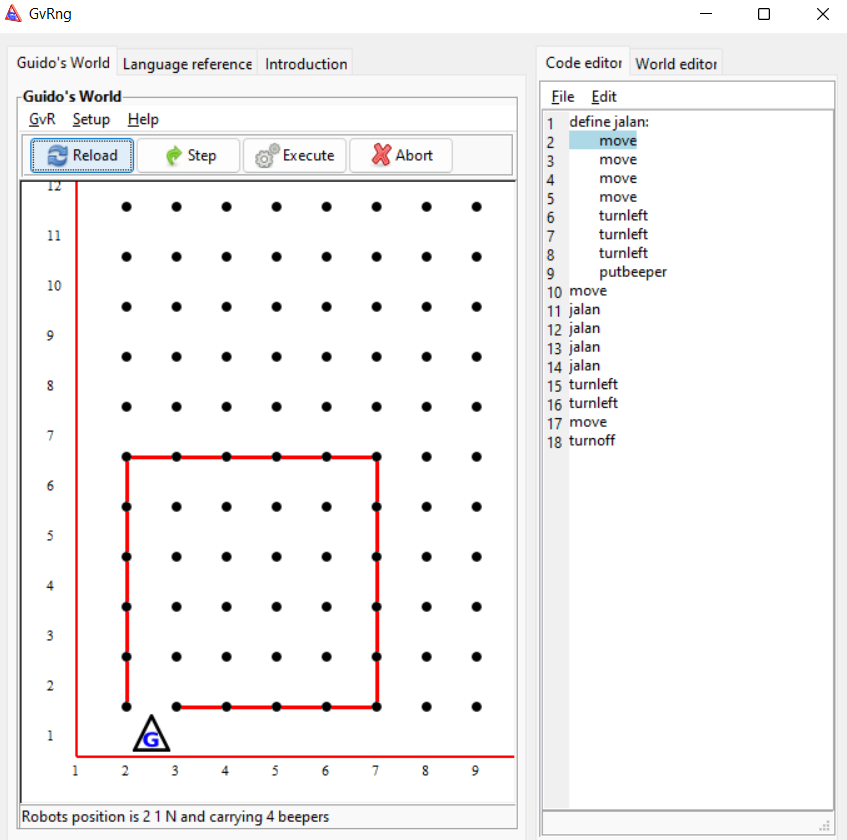 GvRng
Guido's World Language reference Introduction
Guido's World
GvR Setup Help
Reload Step Execute Abort
12
11
10
9
8
7
6
5
4
3
2
1
G
1 2 3 4 5 6 7 8 9
Robots position is 2 1 N and carrying 4 beepers
Code editor World editor
File Edit
1 define jalan:
2 move
3 move
4 move
5 move
6 turnleft
7 turnleft
8 turnleft
9 putbeeper
10 move
11 jalan
12 jalan
13 jalan
14 jalan
15 turnleft
16 turnleft
17 move
18 turnoff